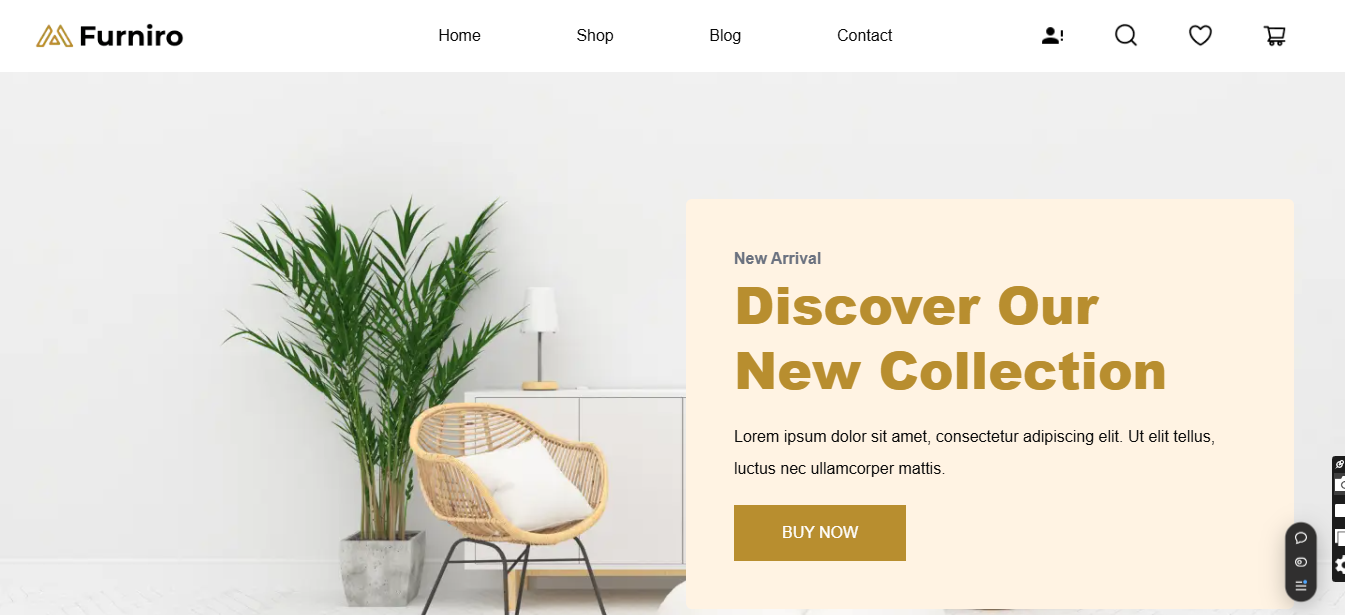 Furniro
Home
Shop
Blog
Contact
New Arrival
Discover Our
New Collection
Lorem ipsum dolor sit amet, consectetur adipiscing elit. Ut elit tellus,
luctus nec ullamcorper mattis.
BUY NOW